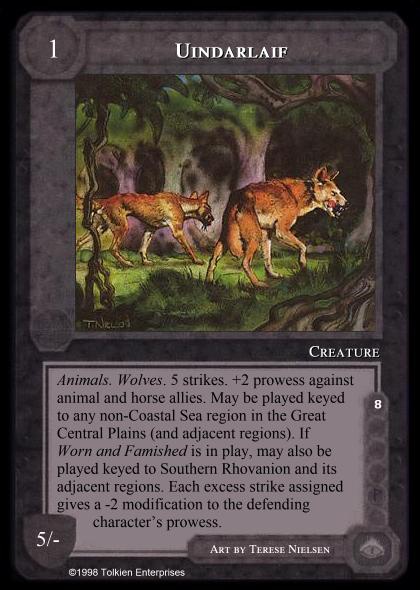 1
UINDARLAIF
T. NIELSEN
CREATURE
Animals. Wolves. 5 strikes. +2 prowess against
animal and horse allies. May be played keyed
to any non-Coastal Sea region in the Great
Central Plains (and adjacent regions). If
Worn and Famished is in play, may also be
played keyed to Southern Rhovanion and its
adjacent regions. Each excess strike assigned
gives a -2 modification to the defending
character's prowess.
8
5/-
ART BY TERESE NIELSEN
©1998 Tolkien Enterprises